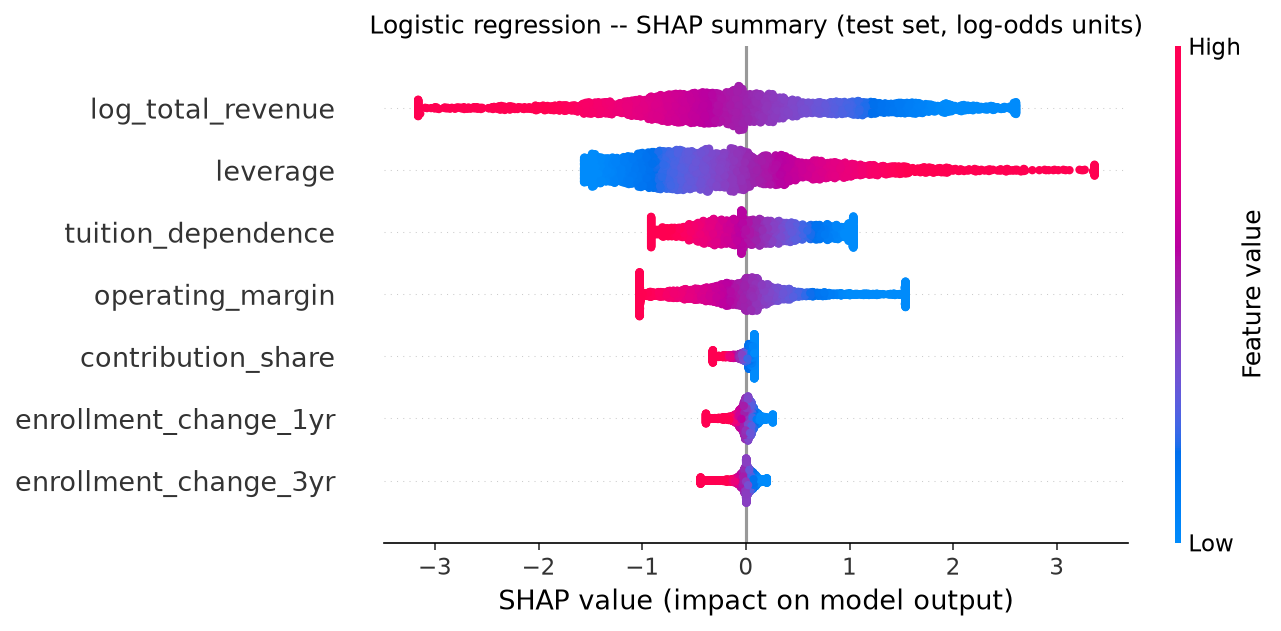 Logistic regression -- SHAP summary (test set, log-odds units)
High
log_total_revenue
leverage
tuition_dependence
operating_margin
contribution_share
enrollment_change_1yr
enrollment_change_3yr
Feature value
Low
−3 −2 −1 0 1 2 3
SHAP value (impact on model output)